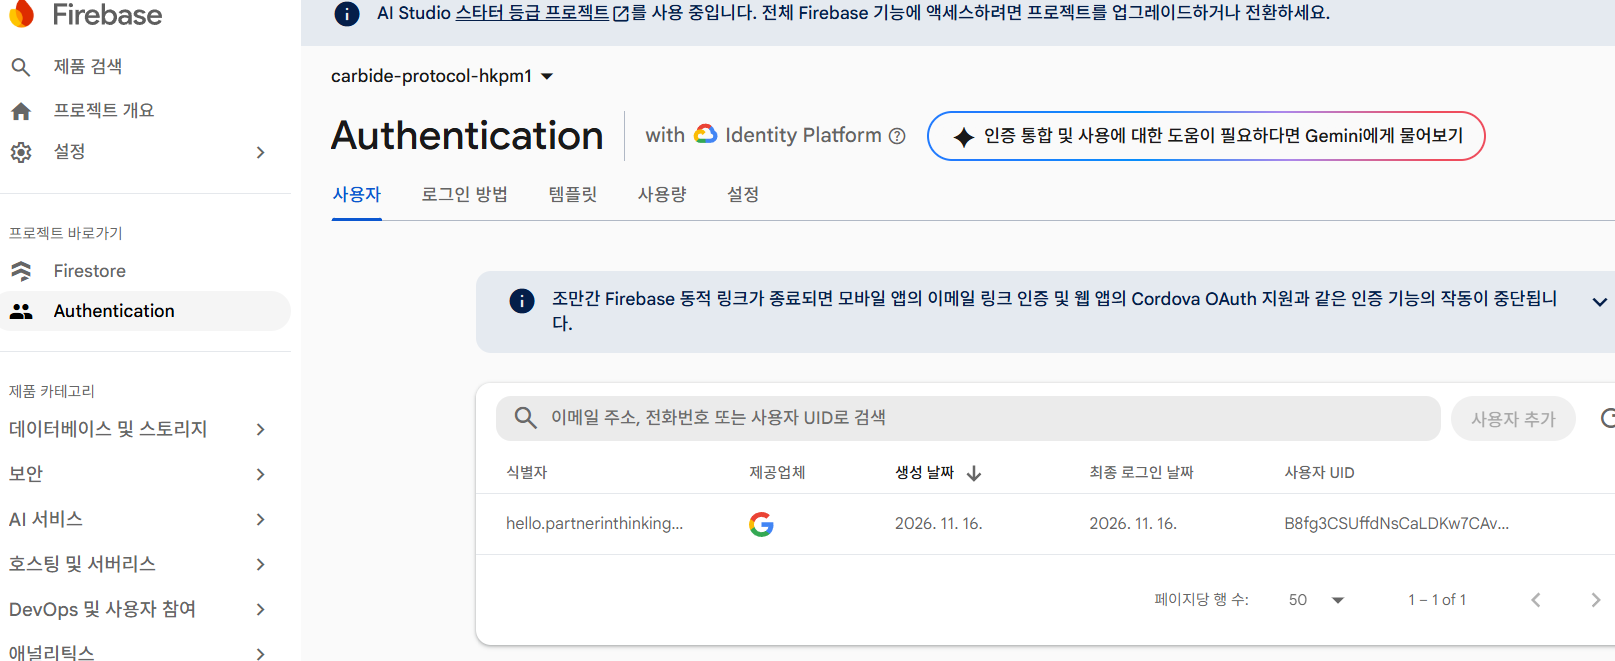 Firebase
AI Studio 스타터 등급 프로젝트를 사용 중입니다. 전체 Firebase 기능에 액세스하려면 프로젝트를 업그레이드하거나 전환하세요.
제품 검색
프로젝트 개요
설정
프로젝트 바로가기
Firestore
Authentication
제품 카테고리
데이터베이스 및 스토리지
보안
AI 서비스
호스팅 및 서버리스
DevOps 및 사용자 참여
애널리틱스
carbide-protocol-hkpm1
Authentication
with Identity Platform
인증 통합 및 사용에 대한 도움이 필요하다면 Gemini에게 물어보기
사용자 로그인 방법 템플릿 사용량 설정
조만간 Firebase 동적 링크가 종료되면 모바일 앱의 이메일 링크 인증 및 웹 앱의 Cordova OAuth 지원과 같은 인증 기능의 작동이 중단됩니
다.
이메일 주소, 전화번호 또는 사용자 UID로 검색
사용자 추가
식별자 제공업체 생성 날짜 최종 로그인 날짜 사용자 UID
hello.partnerinthinking... 2026. 11. 16. 2026. 11. 16. B8fg3CSUffdNsCaLDKw7CAv...
페이지당 행 수: 50 1 – 1 of 1